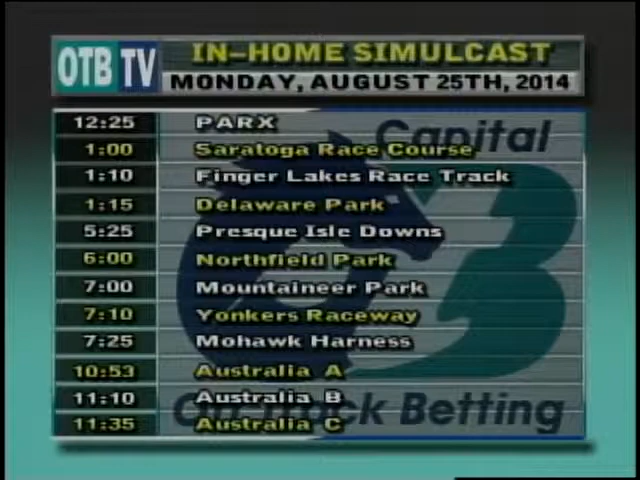 OTB TV
IN-HOME SIMULCAST
MONDAY, AUGUST 25TH, 2014
Capital
12:25 PARX
1:00 Saratoga Race Course
1:10 Finger Lakes Race Track
1:15 Delaware Park
5:25 Presque Isle Downs
6:00 Northfield Park
7:00 Mountaineer Park
7:10 Yonkers Raceway
7:25 Mohawk Harness
10:53 Australia A
11:10 Australia B
11:35 Australia C
On-Track Betting